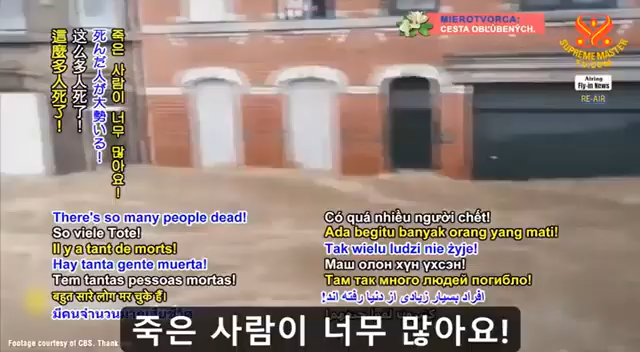 MIEROTVORCA:
CESTA OBĽÚBENÝCH.
SUPREME MASTER
TV.COM
Airing
Fly-in News
RE-AIR
죽은 사람이 너무 많아요!
死んだ人が大勢いる!
这么多人死了!
這麼多人死了!
There's so many people dead!
So viele Tote!
Il y a tant de morts!
Hay tanta gente muerta!
Tem tantas pessoas mortas!
बहुत सारे लोग मर चुके हैं।
Có quá nhiều người chết!
Ada begitu banyak orang yang mati!
Tak wielu ludzi nie żyje!
Маш олон хүн үхсэн!
Там так много людей погибло!
افراد بسیار زیادی از دنیا رفته اند!
Footage courtesy of CBS.
죽은 사람이 너무 많아요!